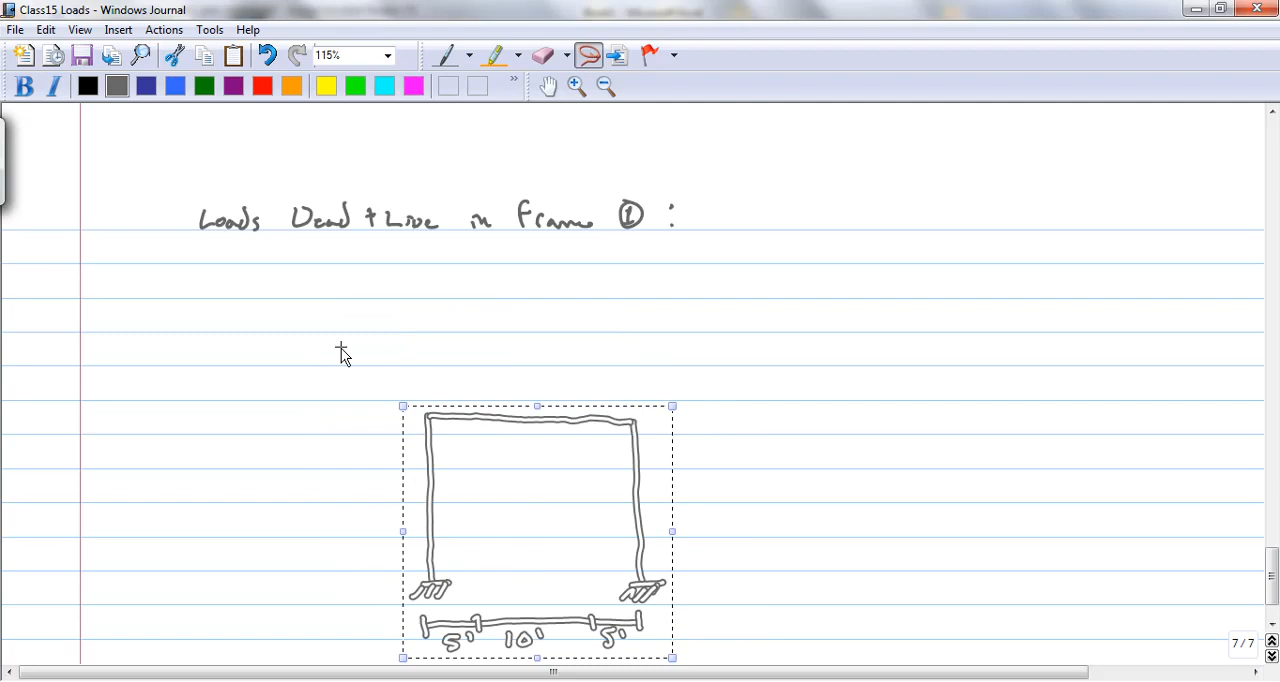 Class15 Loads - Windows Journal
File Edit View Insert Actions Tools Help
115%
B I
Loads Dead + Live in Frame ① :
5' 10' 5'
7 / 7